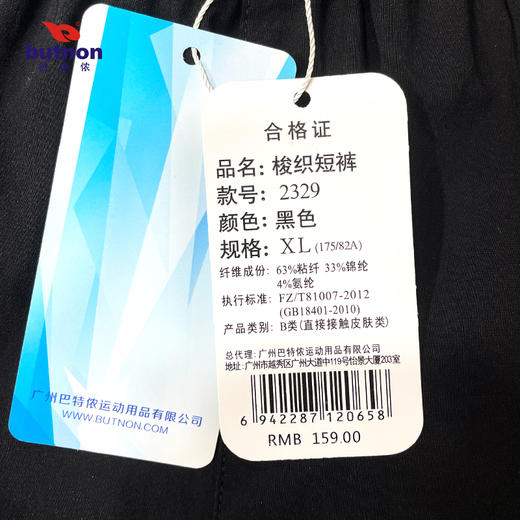 butnon
巴特侬
合格证
品名: 梭织短裤
款号: 2329
颜色: 黑色
规格: XL (175/82A)
纤维成份: 63%粘纤 33%锦纶
4%氨纶
执行标准: FZ/T81007-2012
(GB18401-2010)
产品类别: B类(直接接触皮肤类)
总代理: 广州巴特侬运动用品有限公司
地址: 广州市越秀区广州大道中119号怡景大厦203室
6 942287 120658
RMB 159.00
广州巴特侬运动用品有限公司
WWW.BUTNON.COM